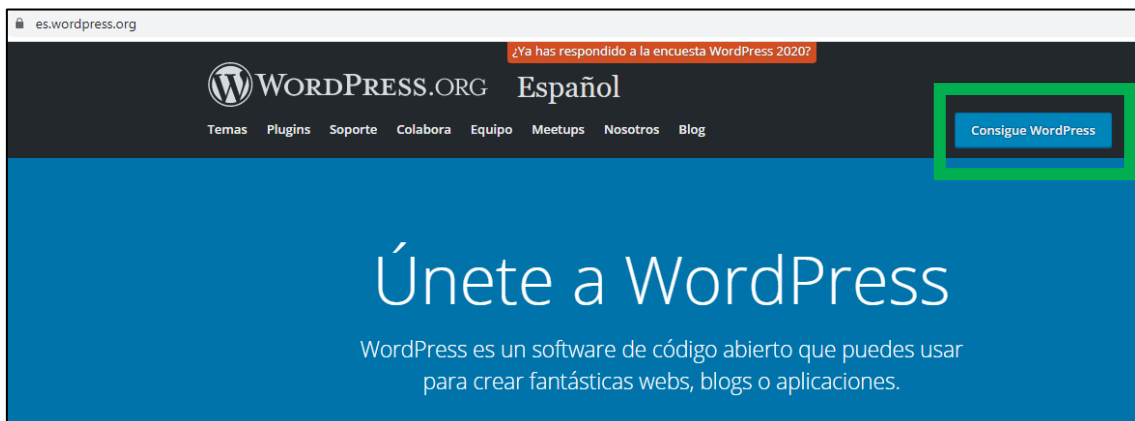 es.wordpress.org
¿Ya has respondido a la encuesta WordPress 2020?
WORDPRESS.ORG Español
Temas Plugins Soporte Colabora Equipo Meetups Nosotros Blog Consigue WordPress
Únete a WordPress
WordPress es un software de código abierto que puedes usar
para crear fantásticas webs, blogs o aplicaciones.